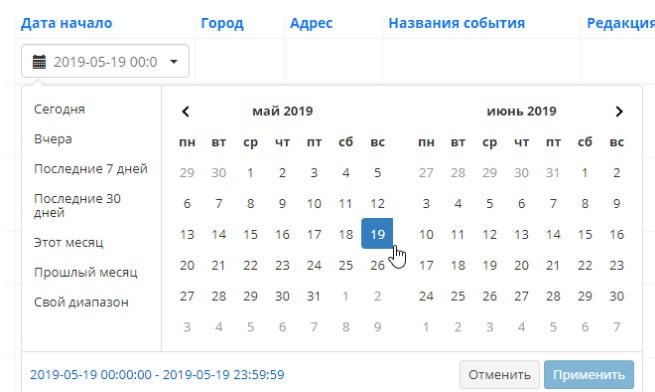 Дата начало Город Адрес Названия события Редакция
2019-05-19 00:0
Сегодня
Вчера
Последние 7 дней
Последние 30
дней
Этот месяц
Прошлый месяц
Свой диапазон
май 2019
пн вт ср чт пт сб вс
29 30 1 2 3 4 5
6 7 8 9 10 11 12
13 14 15 16 17 18 19
20 21 22 23 24 25 26
27 28 29 30 31 1 2
3 4 5 6 7 8 9
июнь 2019
пн вт ср чт пт сб вс
27 28 29 30 31 1 2
3 4 5 6 7 8 9
10 11 12 13 14 15 16
17 18 19 20 21 22 23
24 25 26 27 28 29 30
1 2 3 4 5 6 7
2019-05-19 00:00:00 - 2019-05-19 23:59:59
Отменить Применить